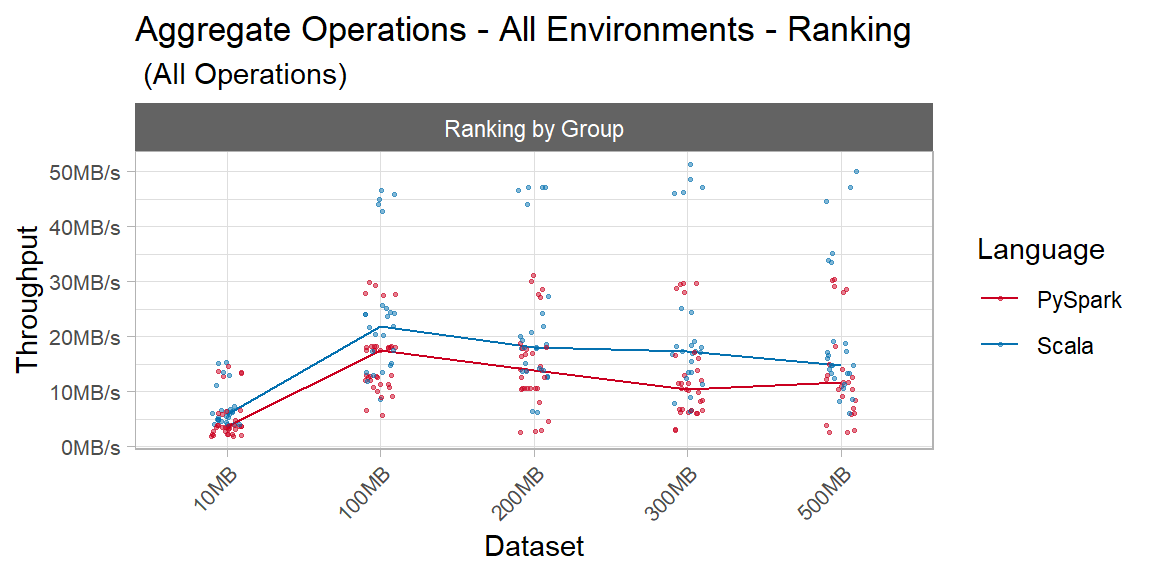 Aggregate Operations - All Environments - Ranking
(All Operations)
Ranking by Group
50MB/s
40MB/s
30MB/s
20MB/s
10MB/s
0MB/s
Throughput
10MB
100MB
200MB
300MB
500MB
Dataset
Language
PySpark
Scala